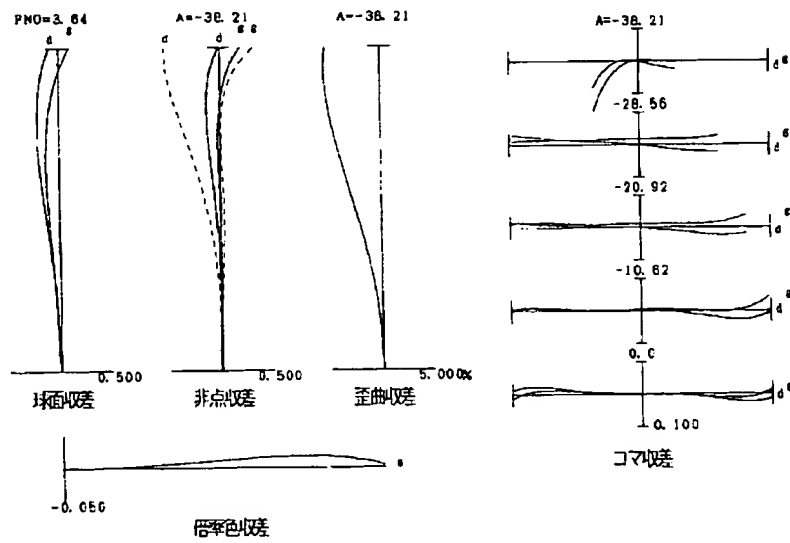 FNO=3.64
d g
0.500
球面収差
A=-38.21
d d g g
0.500
非点収差
A=-38.21
5.000%
歪曲収差
A=-38.21
d g
-28.56
d g
-20.92
d g
-10.62
d g
0.0
d g
0.100
コマ収差
g
-0.050
倍率色収差